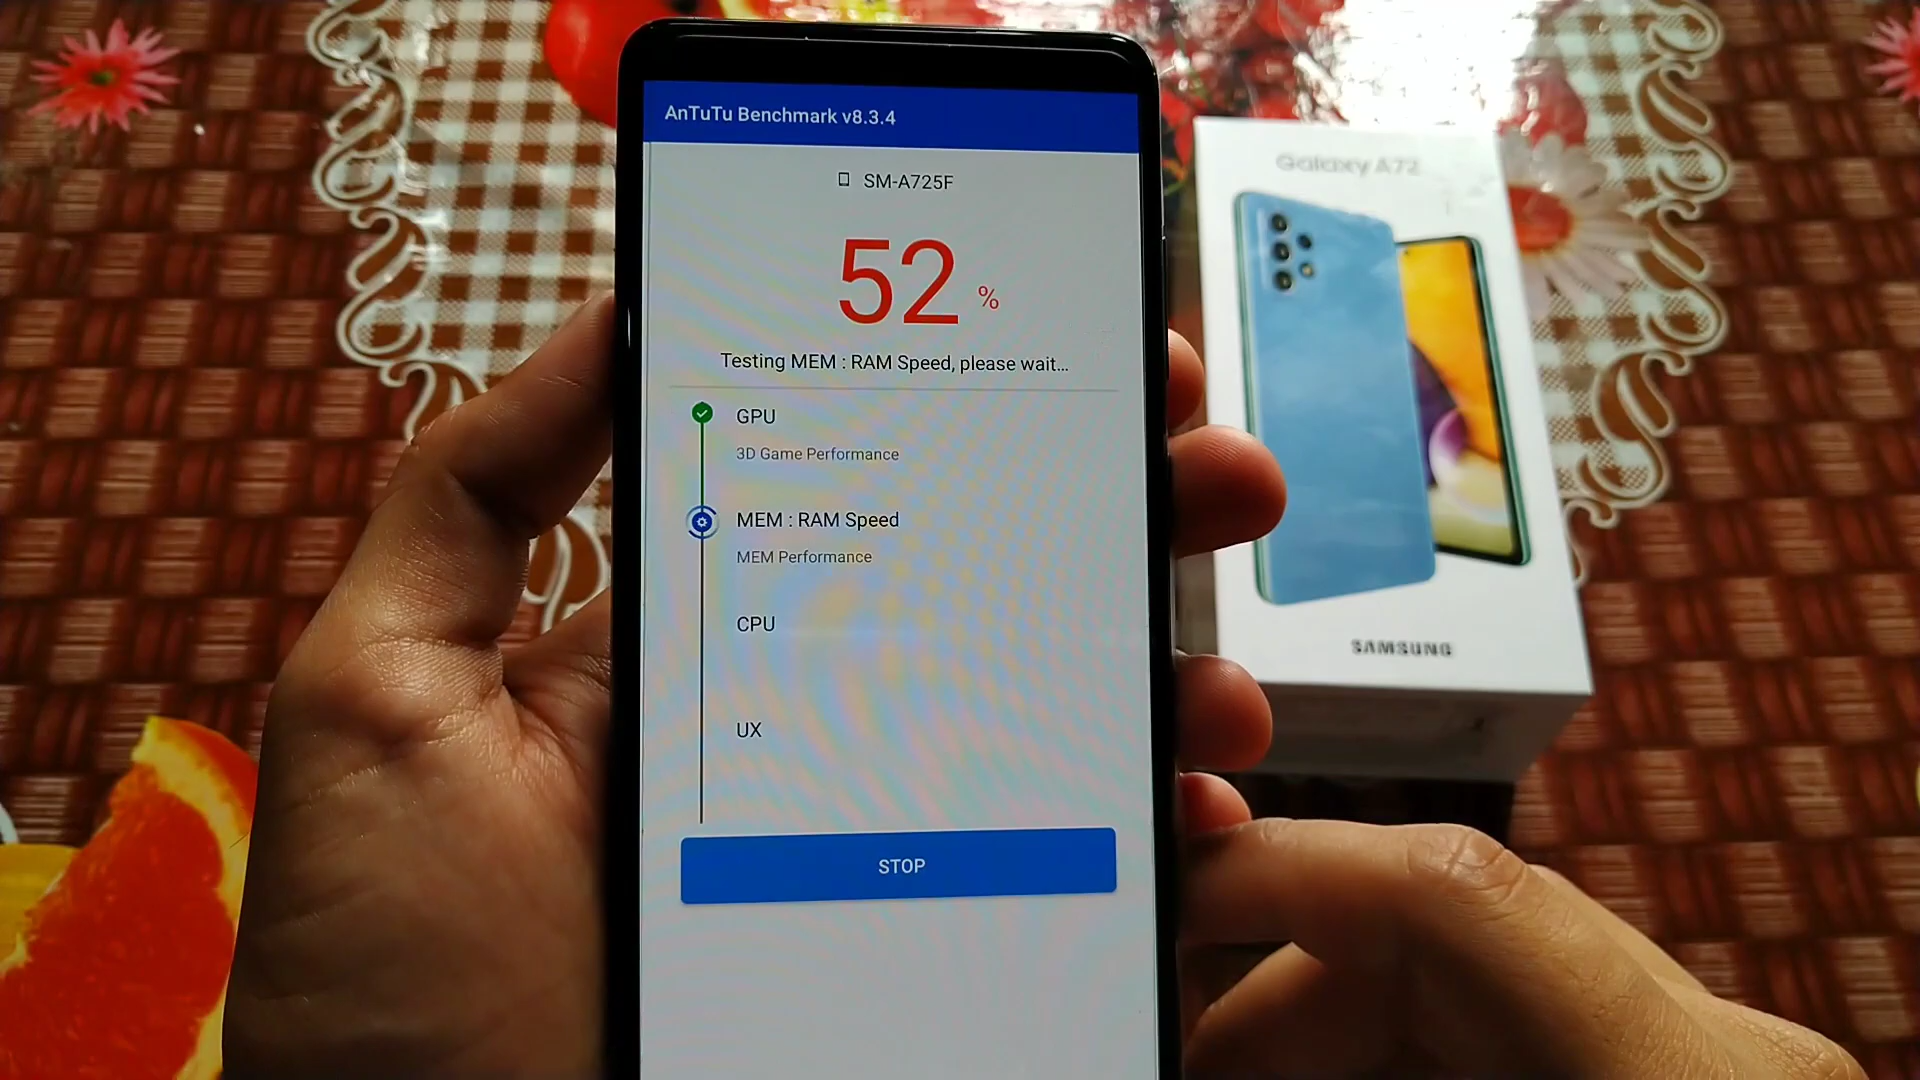 AnTuTu Benchmark v8.3.4
SM-A725F
52 %
Testing MEM : RAM Speed, please wait...
GPU
3D Game Performance
MEM : RAM Speed
MEM Performance
CPU
UX
STOP
Galaxy A72
SAMSUNG